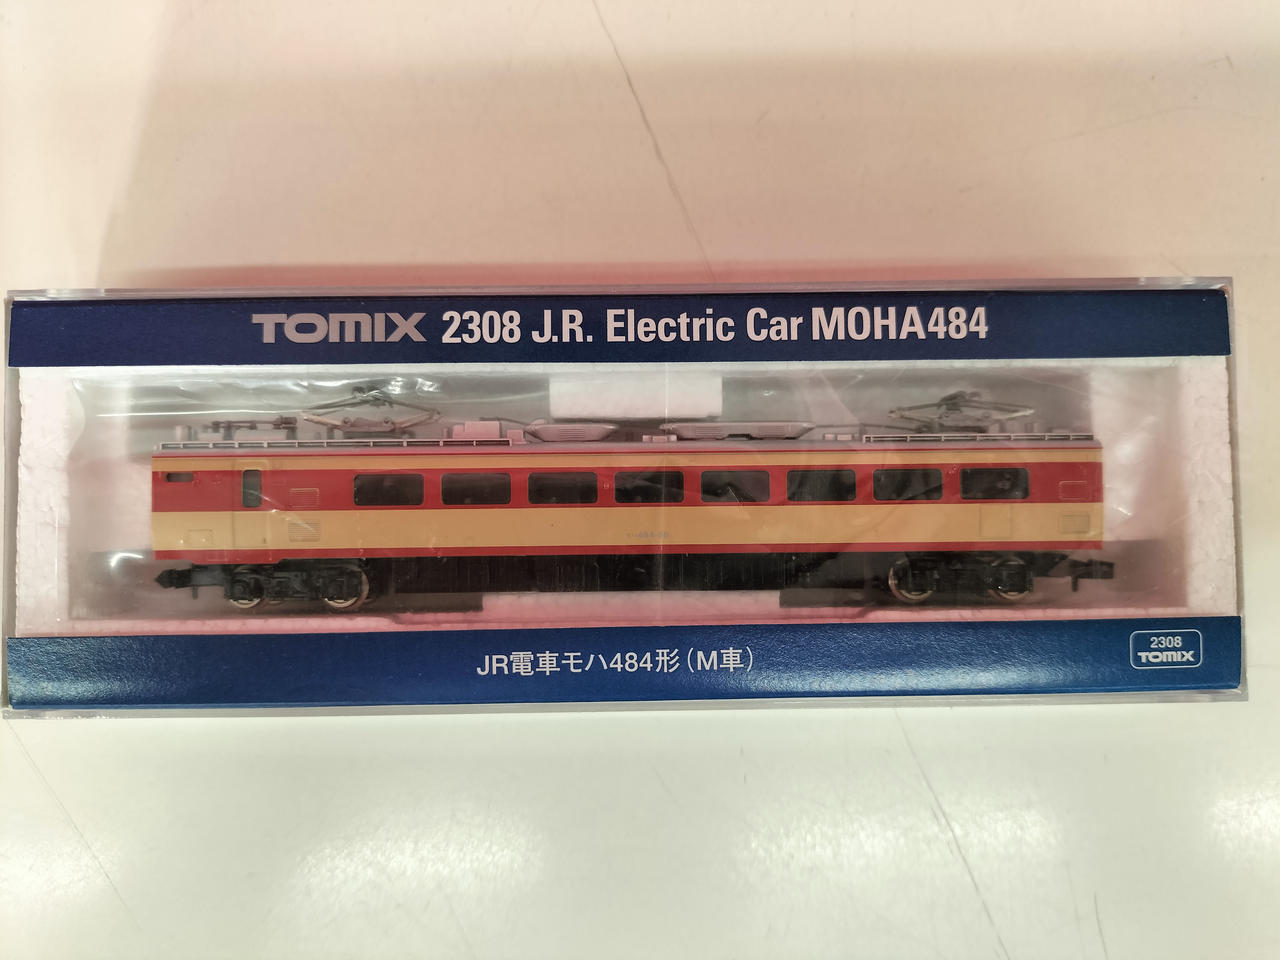 TOMIX 2308 J.R. Electric Car MOHA484
JR電車モハ484形(M車)
2308
TOMIX